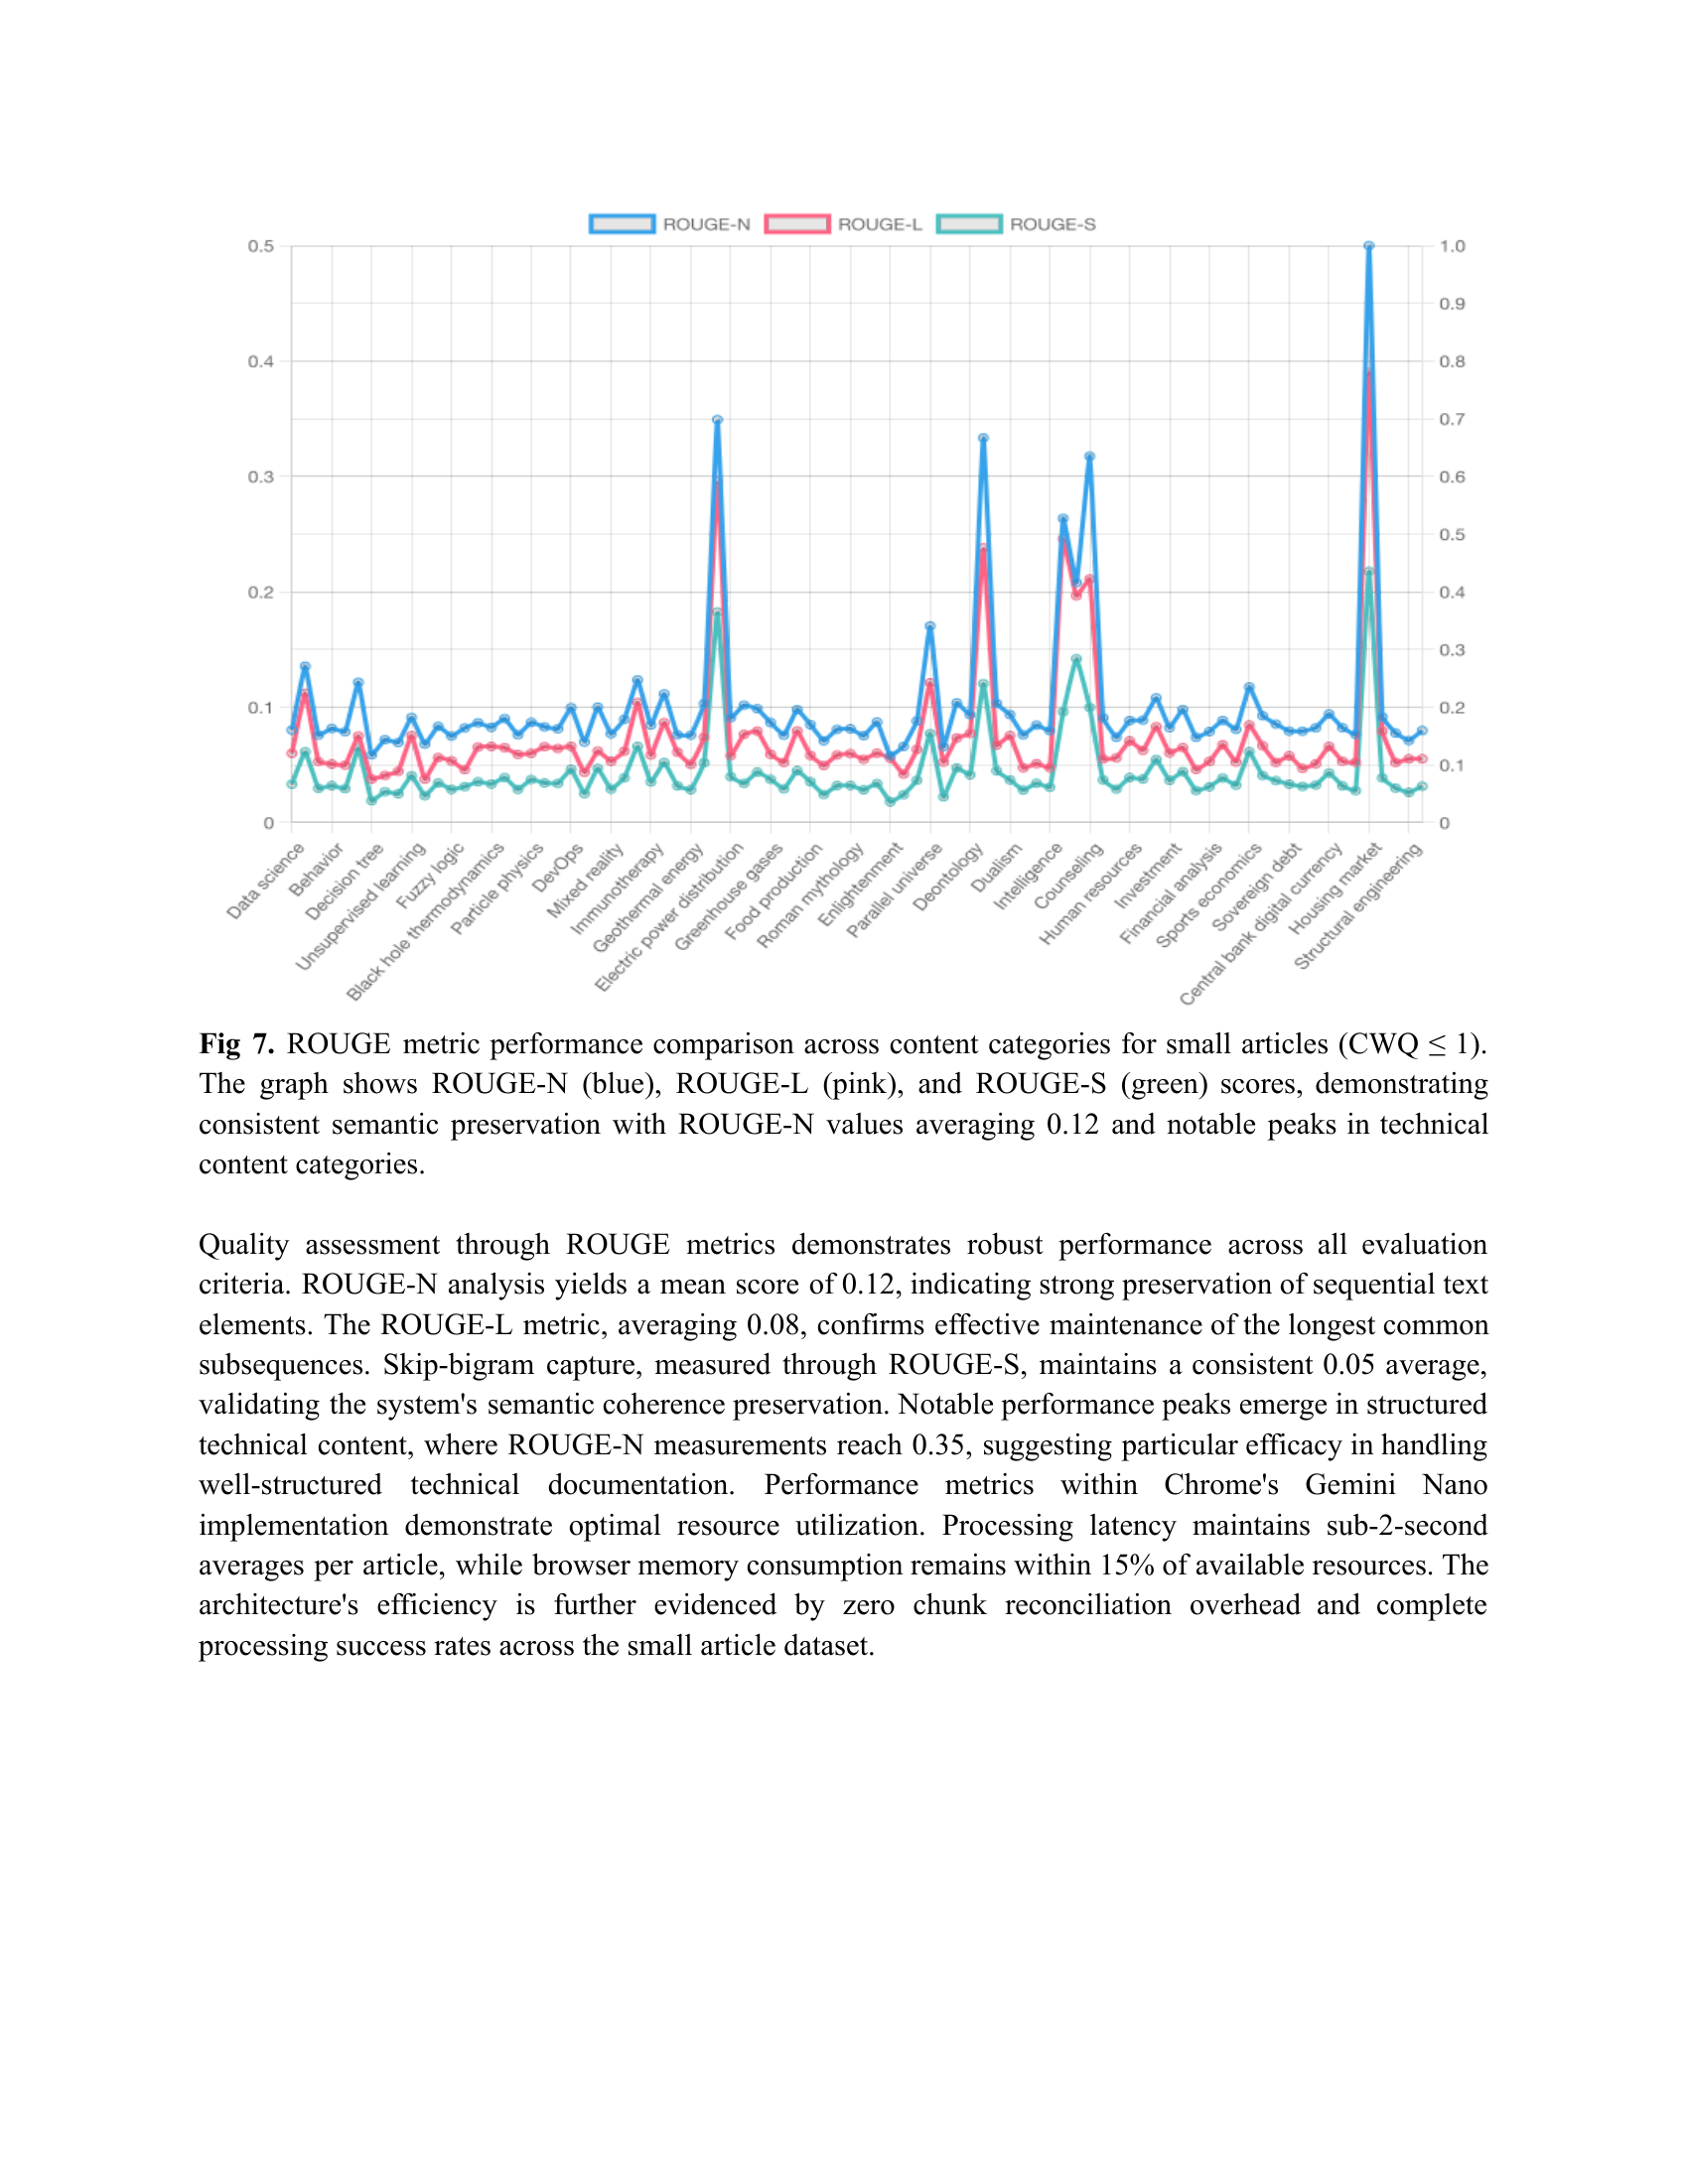 ROUGE-N ROUGE-L ROUGE-S
0.5 1.0
0.9
0.4 0.8
0.7
0.3 0.6
0.5
0.2 0.4
0.3
0.1 0.2
0.1
0 0
Data science
Behavior
Decision tree
Unsupervised learning
Fuzzy logic
Black hole thermodynamics
Particle physics
DevOps
Mixed reality
Immunotherapy
Geothermal energy
Electric power distribution
Greenhouse gases
Food production
Roman mythology
Enlightenment
Parallel universe
Deontology
Dualism
Intelligence
Counseling
Human resources
Investment
Financial analysis
Sports economics
Sovereign debt
Central bank digital currency
Housing market
Structural engineering
Fig 7. ROUGE metric performance comparison across content categories for small articles (CWQ ≤ 1).
The graph shows ROUGE-N (blue), ROUGE-L (pink), and ROUGE-S (green) scores, demonstrating
consistent semantic preservation with ROUGE-N values averaging 0.12 and notable peaks in technical
content categories.
Quality assessment through ROUGE metrics demonstrates robust performance across all evaluation
criteria. ROUGE-N analysis yields a mean score of 0.12, indicating strong preservation of sequential text
elements. The ROUGE-L metric, averaging 0.08, confirms effective maintenance of the longest common
subsequences. Skip-bigram capture, measured through ROUGE-S, maintains a consistent 0.05 average,
validating the system's semantic coherence preservation. Notable performance peaks emerge in structured
technical content, where ROUGE-N measurements reach 0.35, suggesting particular efficacy in handling
well-structured technical documentation. Performance metrics within Chrome's Gemini Nano
implementation demonstrate optimal resource utilization. Processing latency maintains sub-2-second
averages per article, while browser memory consumption remains within 15% of available resources. The
architecture's efficiency is further evidenced by zero chunk reconciliation overhead and complete
processing success rates across the small article dataset.